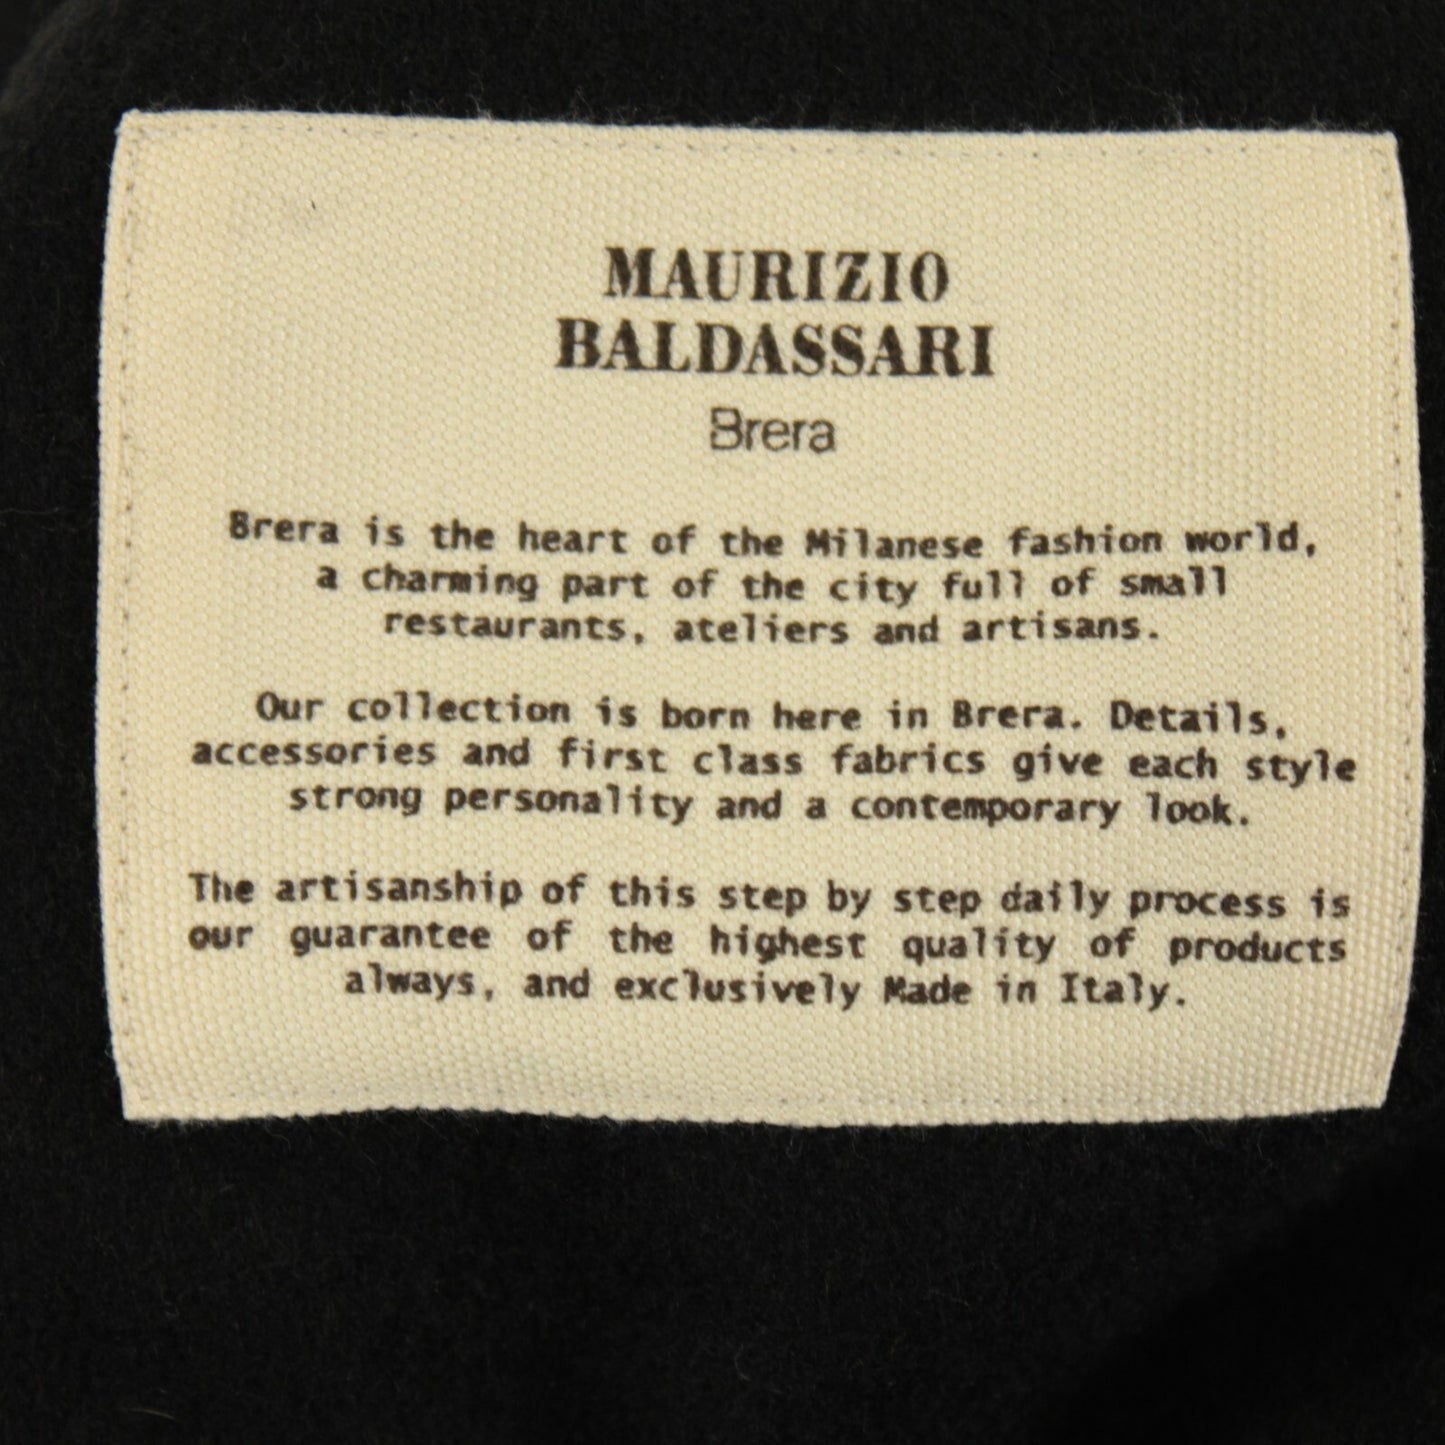 MAURIZIO
BALDASSARI
Brera
Brera is the heart of the Milanese fashion world,
a charming part of the city full of small
restaurants, ateliers and artisans.
Our collection is born here in Brera. Details,
accessories and first class fabrics give each style
strong personality and a contemporary look.
The artisanship of this step by step daily process is
our guarantee of the highest quality of products
always, and exclusively Made in Italy.